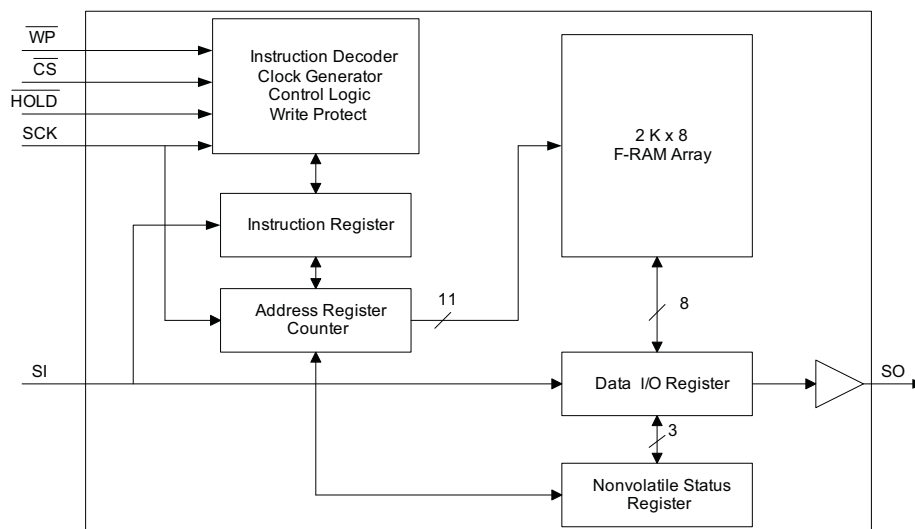 WP
CS
HOLD
SCK
Instruction Decoder
Clock Generator
Control Logic
Write Protect
2 K x 8
F-RAM Array
Instruction Register
Address Register
Counter
11
8
SI
Data I/O Register
SO
3
Nonvolatile Status
Register